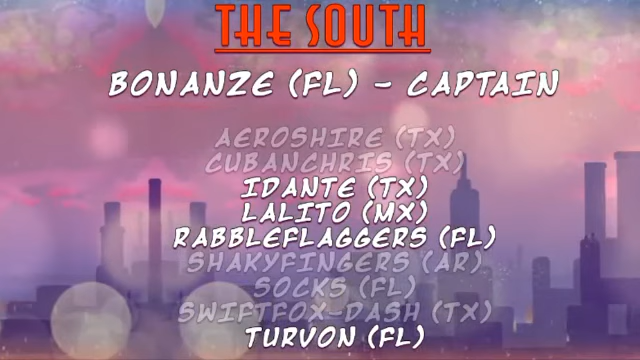 THE SOUTH
BONANZE (FL) - CAPTAIN
AEROSHIRE (TX)
CUBANCHRIS (TX)
IDANTE (TX)
LALITO (MX)
RABBLEFLAGGERS (FL)
SHAKYFINGERS (AR)
SOCKS (FL)
SWIFTFOX-DASH (TX)
TURVON (FL)